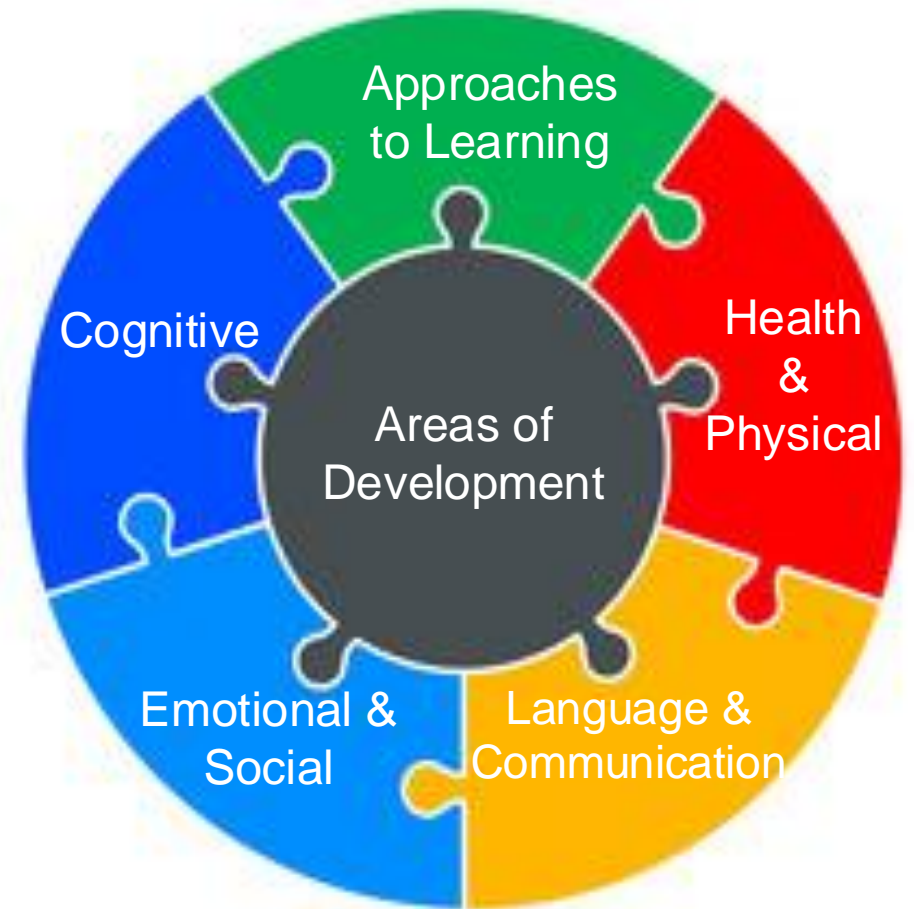 Approaches
to Learning
Health
&
Physical
Language &
Communication
Emotional &
Social
Cognitive
Areas of
Development